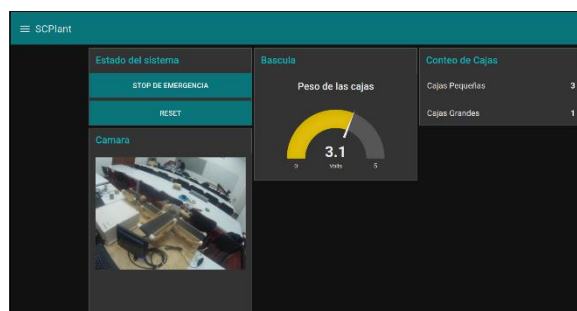 SCPlant
Estado del sistema
STOP DE EMERGENCIA
RESET
Camara
Bascula
Peso de las cajas
3.1
0 Volts 5
Conteo de Cajas
Cajas Pequeñas 3
Cajas Grandes 1